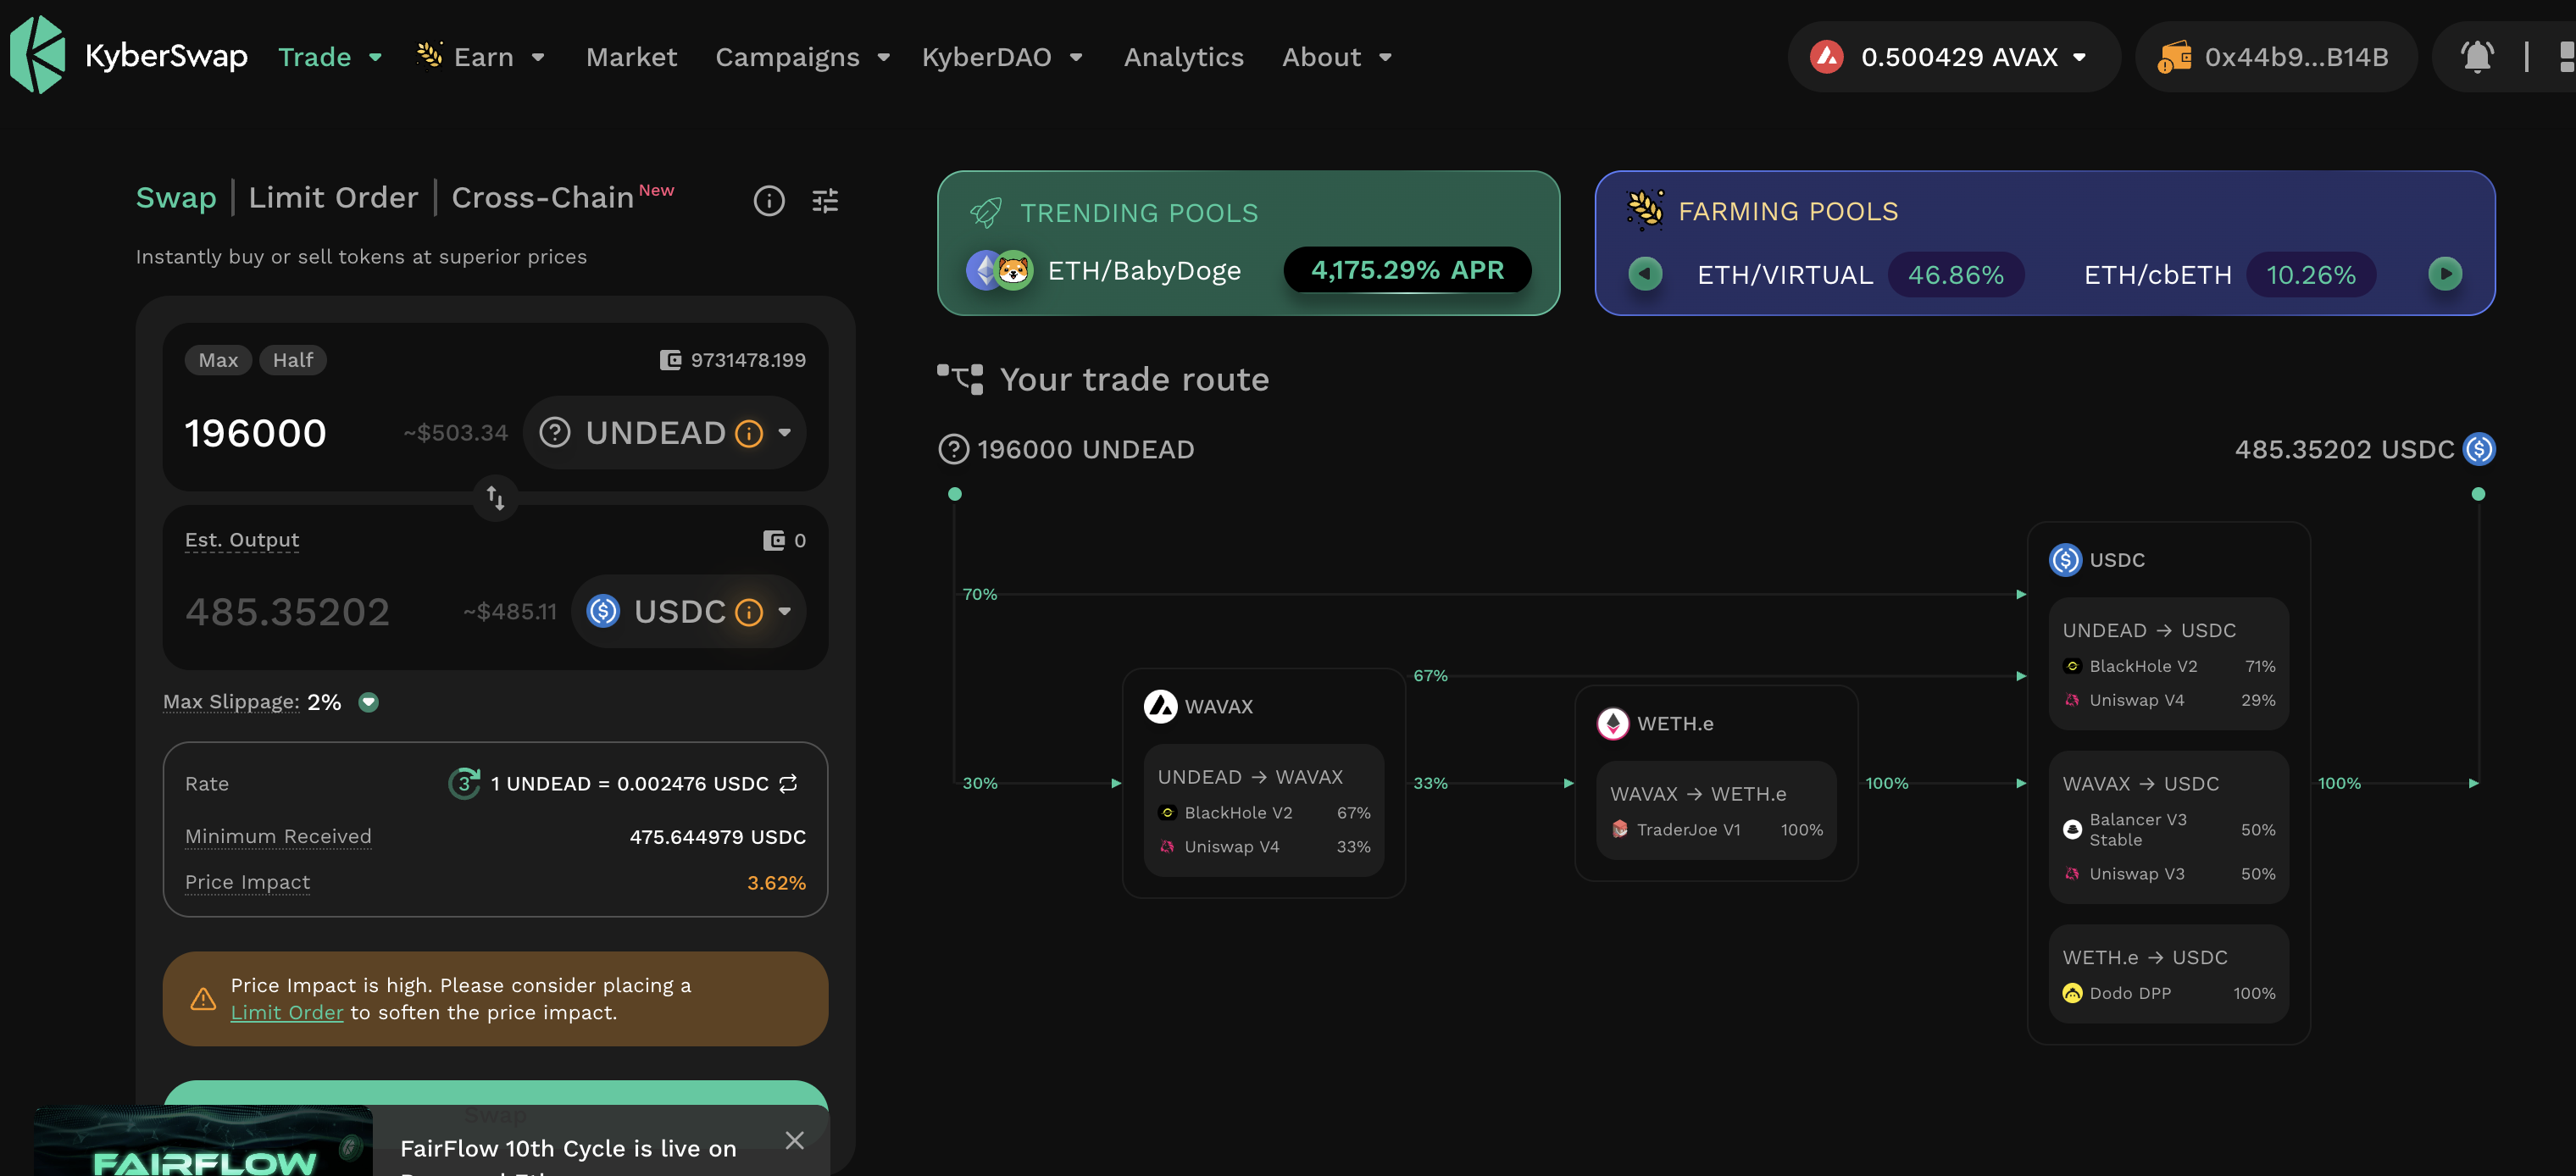 KyberSwap
Trade
Earn
Market
Campaigns
KyberDAO
Analytics
About
0.500429 AVAX
0x44b9...B14B
Swap | Limit Order | Cross-Chain New
Instantly buy or sell tokens at superior prices
Max Half 9731478.199
196000 ~$503.34 UNDEAD
Est. Output 0
485.35202 ~$485.11 USDC
Max Slippage: 2%
Rate 3 1 UNDEAD = 0.002476 USDC
Minimum Received 475.644979 USDC
Price Impact 3.62%
Price Impact is high. Please consider placing a
Limit Order to soften the price impact.
Swap
FAIRFLOW
FairFlow 10th Cycle is live on
TRENDING POOLS
ETH/BabyDoge 4,175.29% APR
FARMING POOLS
ETH/VIRTUAL 46.86% ETH/cbETH 10.26%
Your trade route
196000 UNDEAD
485.35202 USDC
70%
67%
30%
WAVAX
UNDEAD → WAVAX
BlackHole V2 67%
Uniswap V4 33%
33%
WETH.e
WAVAX → WETH.e
TraderJoe V1 100%
100%
USDC
UNDEAD → USDC
BlackHole V2 71%
Uniswap V4 29%
WAVAX → USDC
Balancer V3
Stable 50%
Uniswap V3 50%
WETH.e → USDC
Dodo DPP 100%
100%